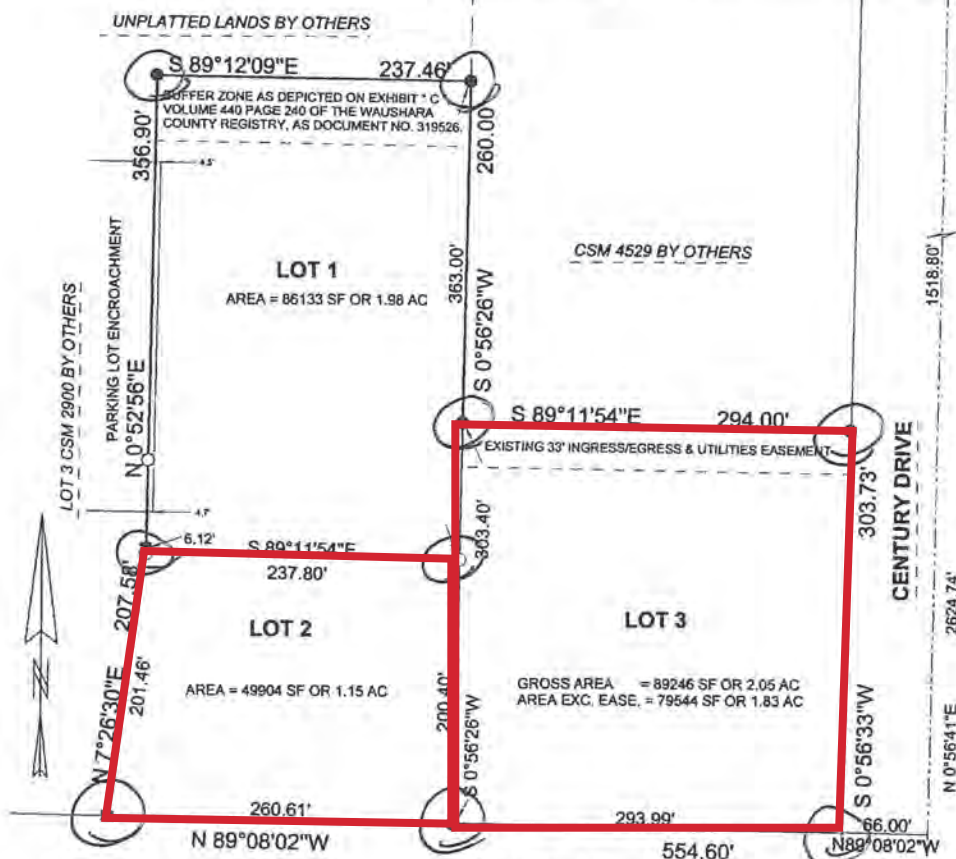 UNPLATTED LANDS BY OTHERS
S 89°12'09"E 237.46'
BUFFER ZONE AS DEPICTED ON EXHIBIT " C "
VOLUME 440 PAGE 240 OF THE WAUSHARA
COUNTY REGISTRY, AS DOCUMENT NO. 319526.
356.90'
260.00'
4.5'
PARKING LOT ENCROACHMENT
LOT 3 CSM 2900 BY OTHERS
N 0°52'56"E
LOT 1
AREA = 86133 SF OR 1.98 AC
363.00'
S 0°56'26"W
CSM 4529 BY OTHERS
1518.80'
S 89°11'54"E 294.00'
EXISTING 33' INGRESS/EGRESS & UTILITIES EASEMENT
4.7'
6.12'
S 89°11'54"E
237.80'
303.40'
303.73'
CENTURY DRIVE
207.58'
201.46'
N 7°26'30"E
LOT 2
AREA = 49904 SF OR 1.15 AC
200.40'
S 0°56'26"W
LOT 3
GROSS AREA = 89246 SF OR 2.05 AC
AREA EXC. EASE. = 79544 SF OR 1.83 AC
S 0°56'33"W
2624.74'
N 0°56'41"E
N
260.61'
N 89°08'02"W
293.99'
554.60'
66.00'
N89°08'02"W